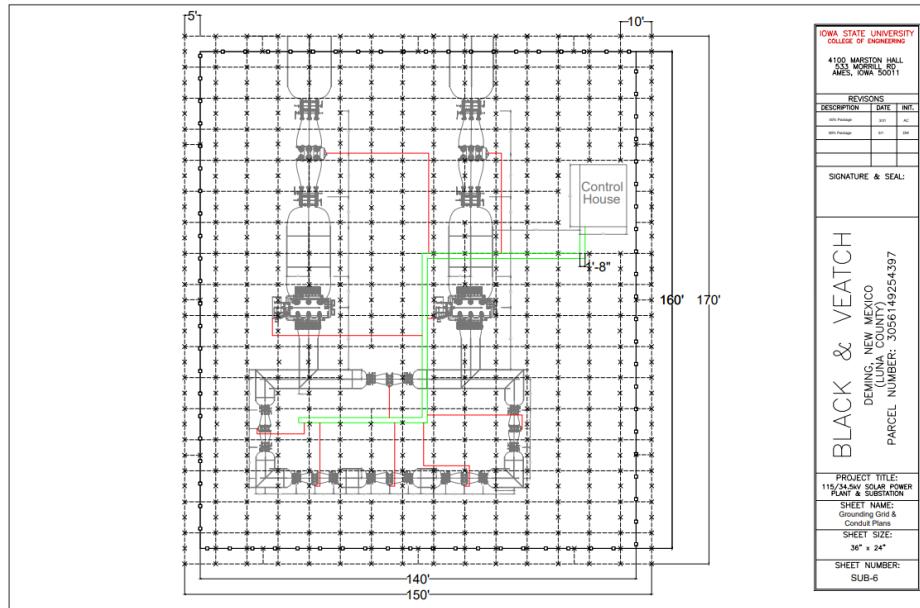 5'
10'
Control
House
1'-8"
160'
170'
140'
150'
IOWA STATE UNIVERSITY
COLLEGE OF ENGINEERING
4100 MARSTON HALL
533 MORRILL RD
AMES, IOWA 50011
REVISONS
DESCRIPTION DATE INIT.
SIGNATURE & SEAL:
BLACK & VEATCH
DEMING, NEW MEXICO
(LUNA COUNTY)
PARCEL NUMBER: 3056149254397
PROJECT TITLE:
115/34.5kV SOLAR POWER
PLANT & SUBSTATION
SHEET NAME:
Grounding Grid &
Conduit Plans
SHEET SIZE:
36" x 24"
SHEET NUMBER:
SUB-6